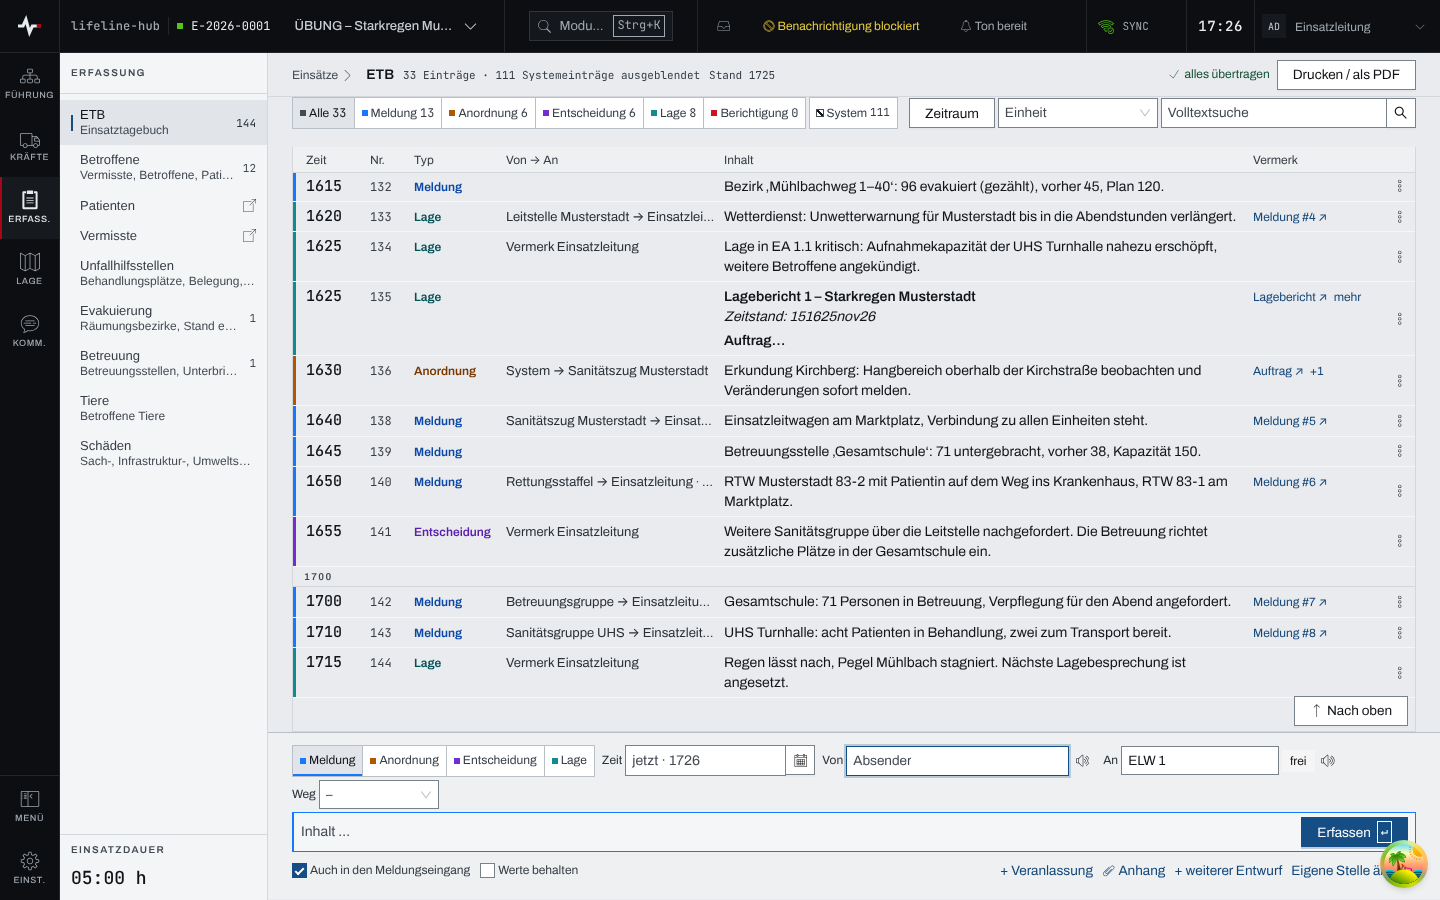 lifeline-hub E-2026-0001 ÜBUNG – Starkregen Mu... Modu... Strg+K Benachrichtigung blockiert Ton bereit SYNC 17:26 AD Einsatzleitung
FÜHRUNG
KRÄFTE
ERFASS.
LAGE
KOMM.
MENÜ
EINST.
ERFASSUNG
ETB
Einsatztagebuch 144
Betroffene
Vermisste, Betroffene, Pati... 12
Patienten
Vermisste
Unfallhilfsstellen
Behandlungsplätze, Belegung,...
Evakuierung
Räumungsbezirke, Stand e... 1
Betreuung
Betreuungsstellen, Unterbri... 1
Tiere
Betroffene Tiere
Schäden
Sach-, Infrastruktur-, Umwelts...
EINSATZDAUER
05:00 h
Einsätze ETB 33 Einträge · 111 Systemeinträge ausgeblendet Stand 1725 alles übertragen Drucken / als PDF
Alle 33 Meldung 13 Anordnung 6 Entscheidung 6 Lage 8 Berichtigung 0 System 111 Zeitraum Einheit Volltextsuche
Zeit Nr. Typ Von → An Inhalt Vermerk
1615 132 Meldung Bezirk ‚Mühlbachweg 1–40‘: 96 evakuiert (gezählt), vorher 45, Plan 120.
1620 133 Lage Leitstelle Musterstadt → Einsatzlei... Wetterdienst: Unwetterwarnung für Musterstadt bis in die Abendstunden verlängert. Meldung #4 ↗
1625 134 Lage Vermerk Einsatzleitung Lage in EA 1.1 kritisch: Aufnahmekapazität der UHS Turnhalle nahezu erschöpft,
weitere Betroffene angekündigt.
1625 135 Lage Lagebericht 1 – Starkregen Musterstadt Lagebericht ↗ mehr
Zeitstand: 151625nov26
Auftrag...
1630 136 Anordnung System → Sanitätszug Musterstadt Erkundung Kirchberg: Hangbereich oberhalb der Kirchstraße beobachten und Auftrag ↗ +1
Veränderungen sofort melden.
1640 138 Meldung Sanitätszug Musterstadt → Einsat... Einsatzleitwagen am Marktplatz, Verbindung zu allen Einheiten steht. Meldung #5 ↗
1645 139 Meldung Betreuungsstelle ‚Gesamtschule‘: 71 untergebracht, vorher 38, Kapazität 150.
1650 140 Meldung Rettungsstaffel → Einsatzleitung · ... RTW Musterstadt 83-2 mit Patientin auf dem Weg ins Krankenhaus, RTW 83-1 am Meldung #6 ↗
Marktplatz.
1655 141 Entscheidung Vermerk Einsatzleitung Weitere Sanitätsgruppe über die Leitstelle nachgefordert. Die Betreuung richtet
zusätzliche Plätze in der Gesamtschule ein.
1700
1700 142 Meldung Betreuungsgruppe → Einsatzleitu... Gesamtschule: 71 Personen in Betreuung, Verpflegung für den Abend angefordert. Meldung #7 ↗
1710 143 Meldung Sanitätsgruppe UHS → Einsatzleit... UHS Turnhalle: acht Patienten in Behandlung, zwei zum Transport bereit. Meldung #8 ↗
1715 144 Lage Vermerk Einsatzleitung Regen lässt nach, Pegel Mühlbach stagniert. Nächste Lagebesprechung ist
angesetzt.
↑ Nach oben
Meldung Anordnung Entscheidung Lage Zeit jetzt · 1726 Von Absender An ELW 1 frei
Weg –
Inhalt ... Erfassen ↵
Auch in den Meldungseingang Werte behalten + Veranlassung Anhang + weiterer Entwurf Eigene Stelle